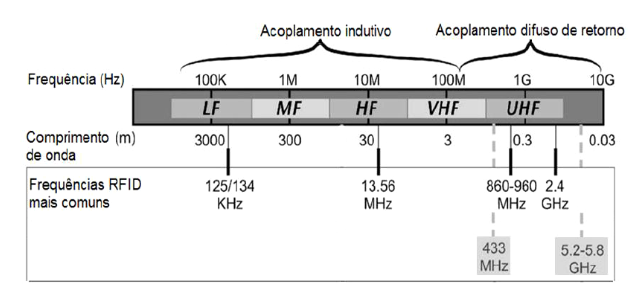 Acoplamento indutivo
Acoplamento difuso de retorno
Frequência (Hz) 100K 1M 10M 100M 1G 10G
LF MF HF VHF UHF
Comprimento (m) 3000 300 30 3 0.3 0.03
de onda
Frequências RFID 125/134 13.56 860-960 2.4
mais comuns KHz MHz MHz GHz
433 5.2-5.8
MHz GHz